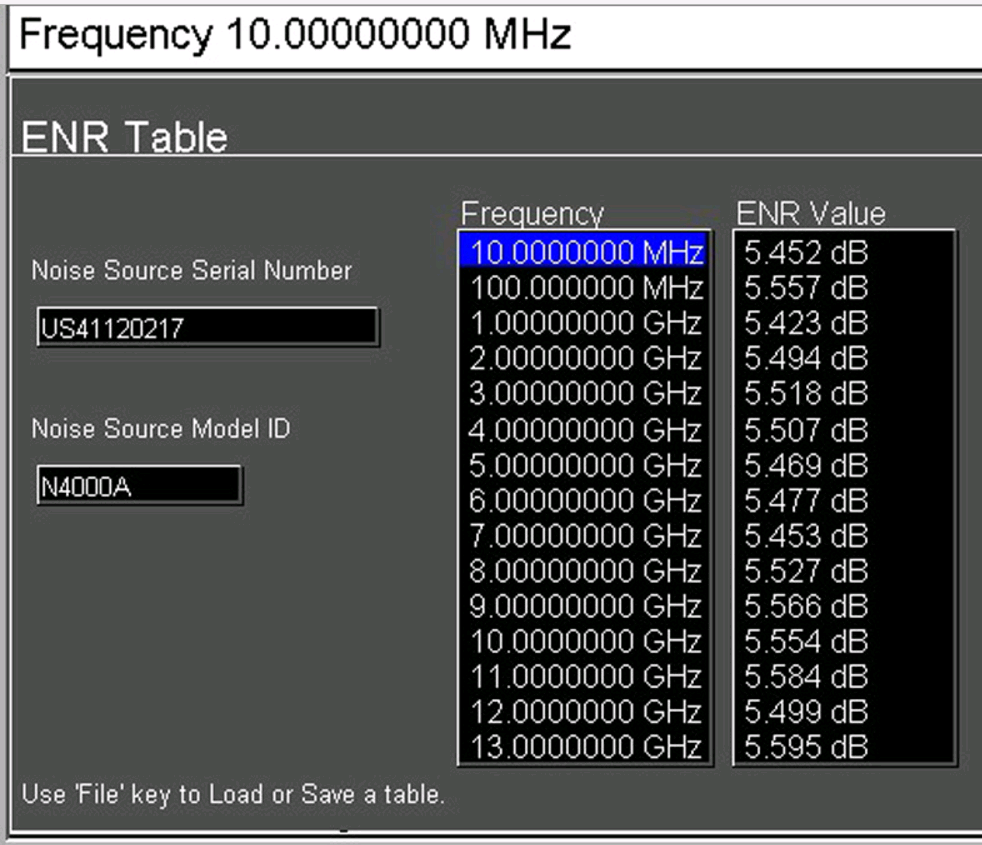 Frequency 10.00000000 MHz
ENR Table
Frequency ENR Value
Noise Source Serial Number
US41120217
Noise Source Model ID
N4000A
10.0000000 MHz 5.452 dB
100.000000 MHz 5.557 dB
1.00000000 GHz 5.423 dB
2.00000000 GHz 5.494 dB
3.00000000 GHz 5.518 dB
4.00000000 GHz 5.507 dB
5.00000000 GHz 5.469 dB
6.00000000 GHz 5.477 dB
7.00000000 GHz 5.453 dB
8.00000000 GHz 5.527 dB
9.00000000 GHz 5.566 dB
10.0000000 GHz 5.554 dB
11.0000000 GHz 5.584 dB
12.0000000 GHz 5.499 dB
13.0000000 GHz 5.595 dB
Use 'File' key to Load or Save a table.